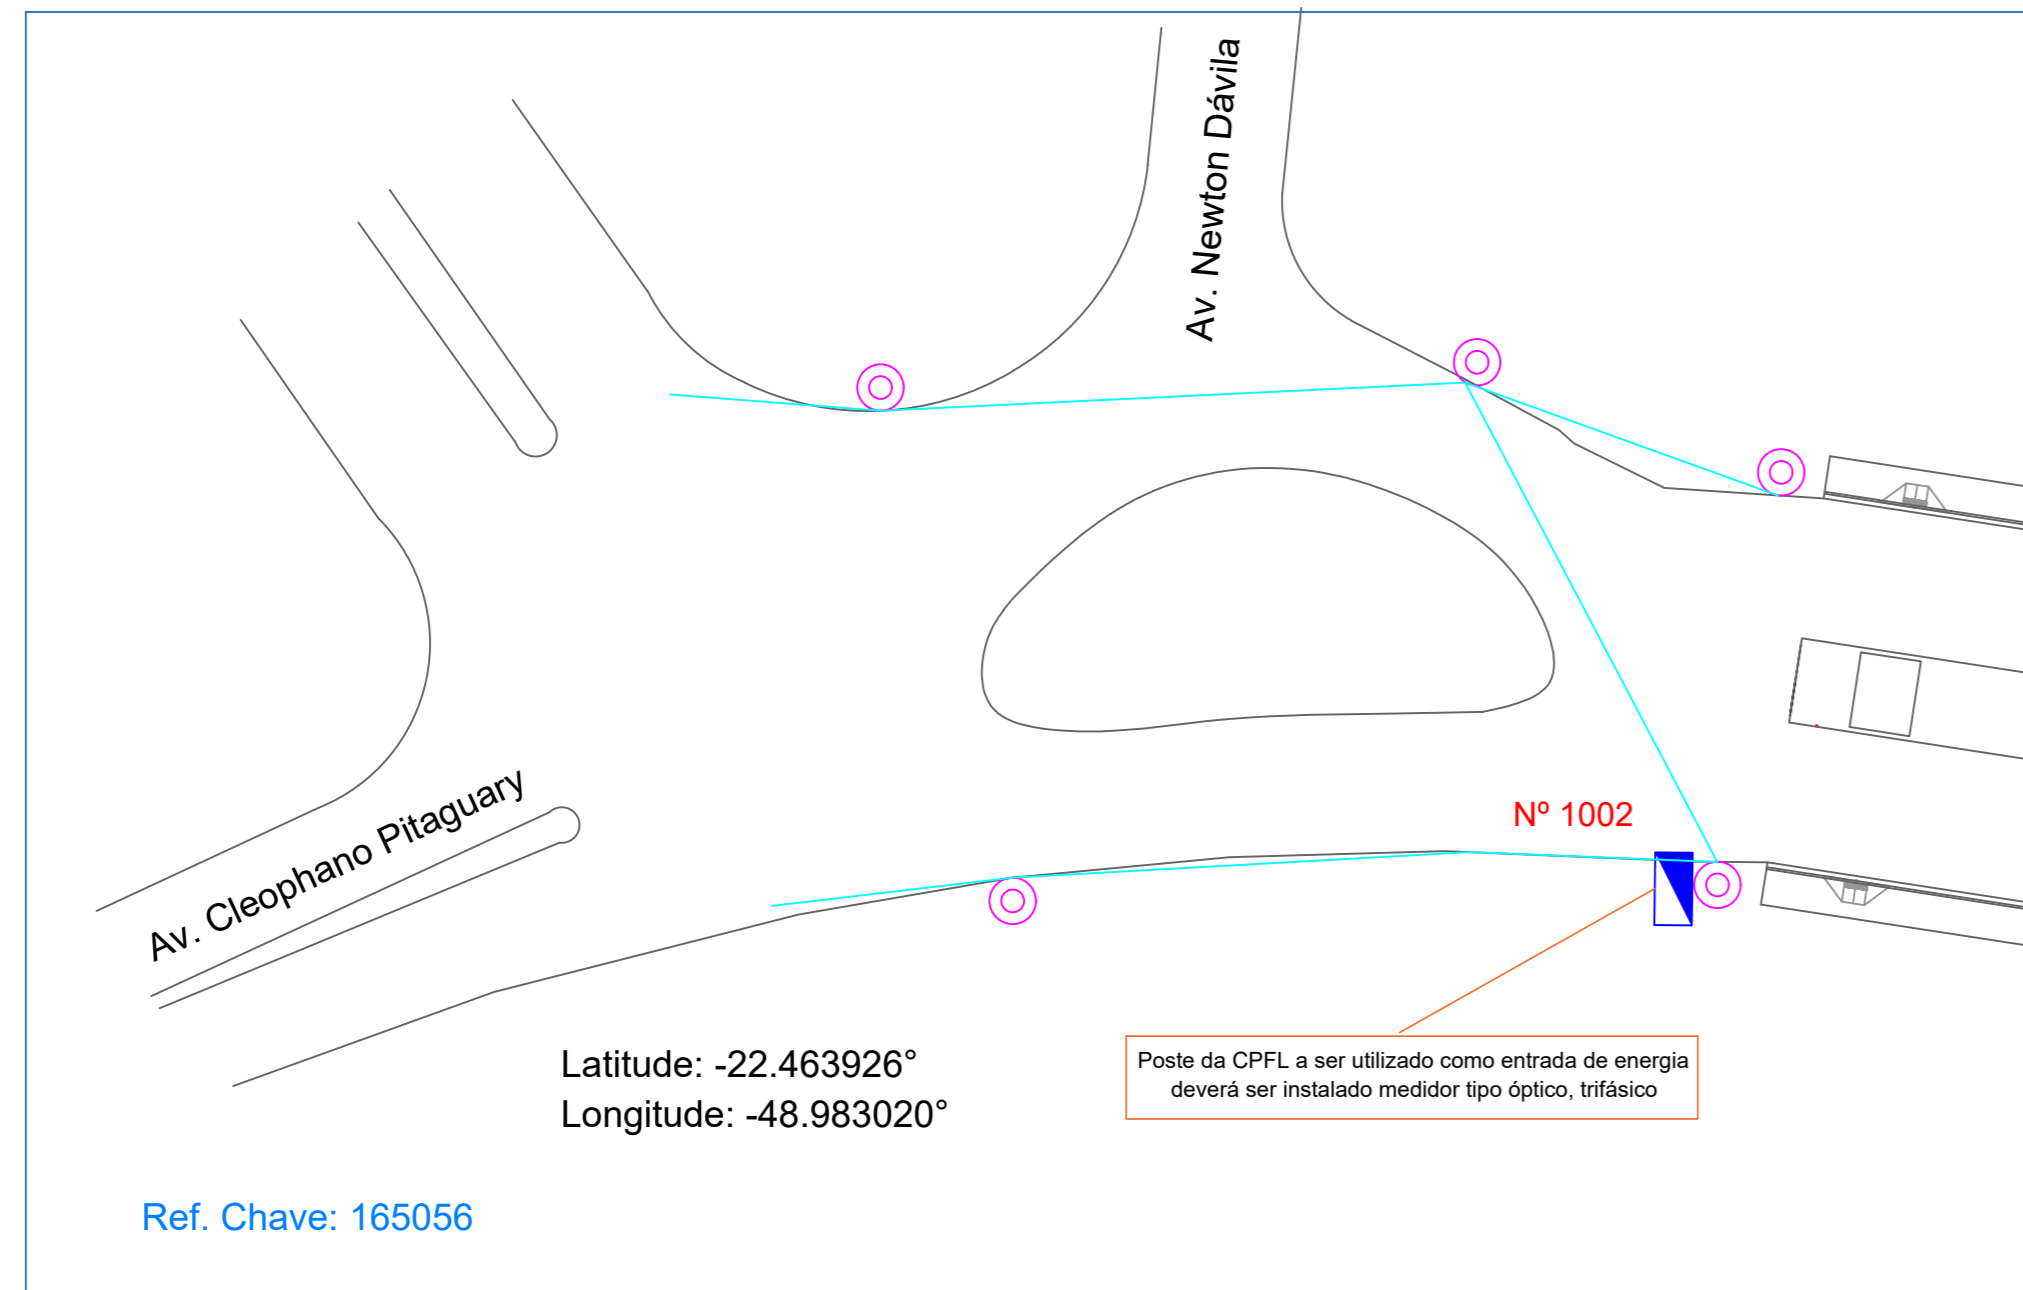 Av. Newton Dávila
Nº 1002
Av. Cleophano Pitaguary
Latitude: -22.463926°
Longitude: -48.983020°
Poste da CPFL a ser utilizado como entrada de energia
deverá ser instalado medidor tipo óptico, trifásico
Ref. Chave: 165056